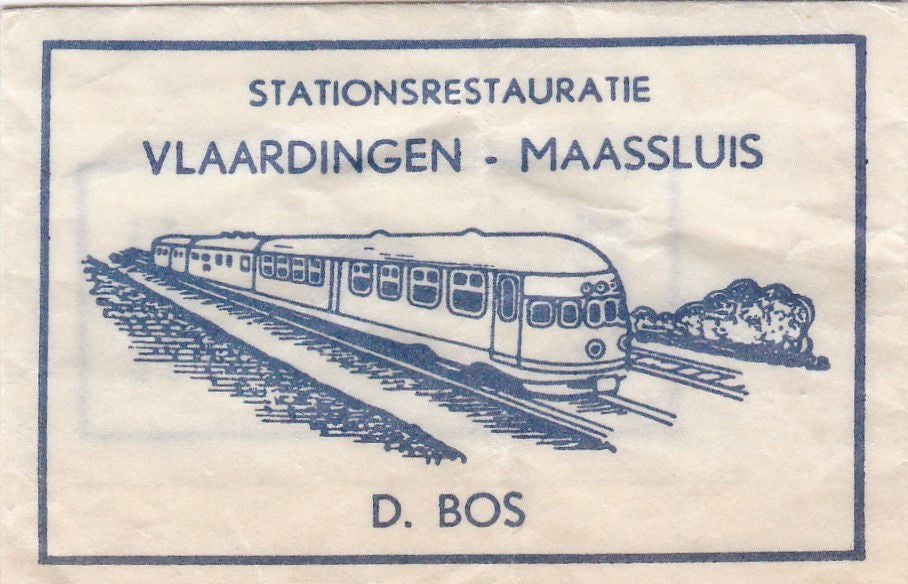 STATIONSRESTAURATIE
VLAARDINGEN - MAASSLUIS
D. BOS